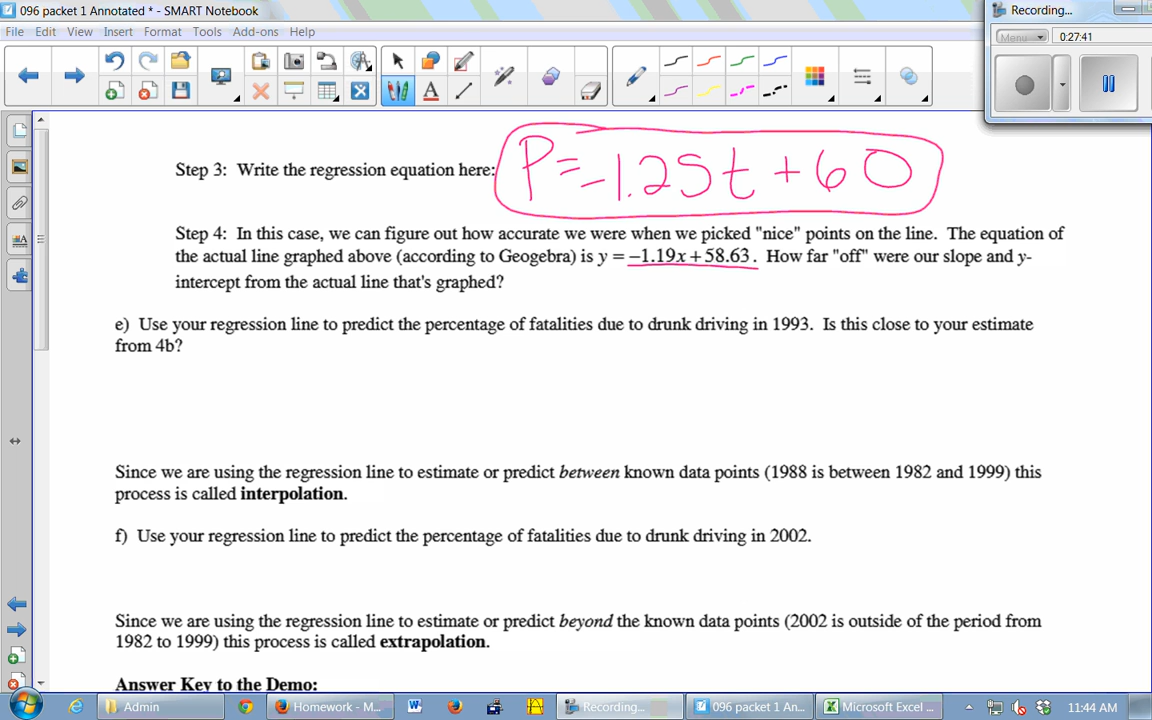 096 packet 1 Annotated * - SMART Notebook
Recording...
File Edit View Insert Format Tools Add-ons Help
Menu
0:27:41
Step 3: Write the regression equation here: P=-1.25t+60
Step 4: In this case, we can figure out how accurate we were when we picked "nice" points on the line. The equation of
the actual line graphed above (according to Geogebra) is y = −1.19x + 58.63. How far "off" were our slope and y-
intercept from the actual line that's graphed?
e) Use your regression line to predict the percentage of fatalities due to drunk driving in 1993. Is this close to your estimate
from 4b?
Since we are using the regression line to estimate or predict between known data points (1988 is between 1982 and 1999) this
process is called interpolation.
f) Use your regression line to predict the percentage of fatalities due to drunk driving in 2002.
Since we are using the regression line to estimate or predict beyond the known data points (2002 is outside of the period from
1982 to 1999) this process is called extrapolation.
Answer Key to the Demo:
Admin
Homework - M...
Recording...
096 packet 1 An...
Microsoft Excel ...
11:44 AM